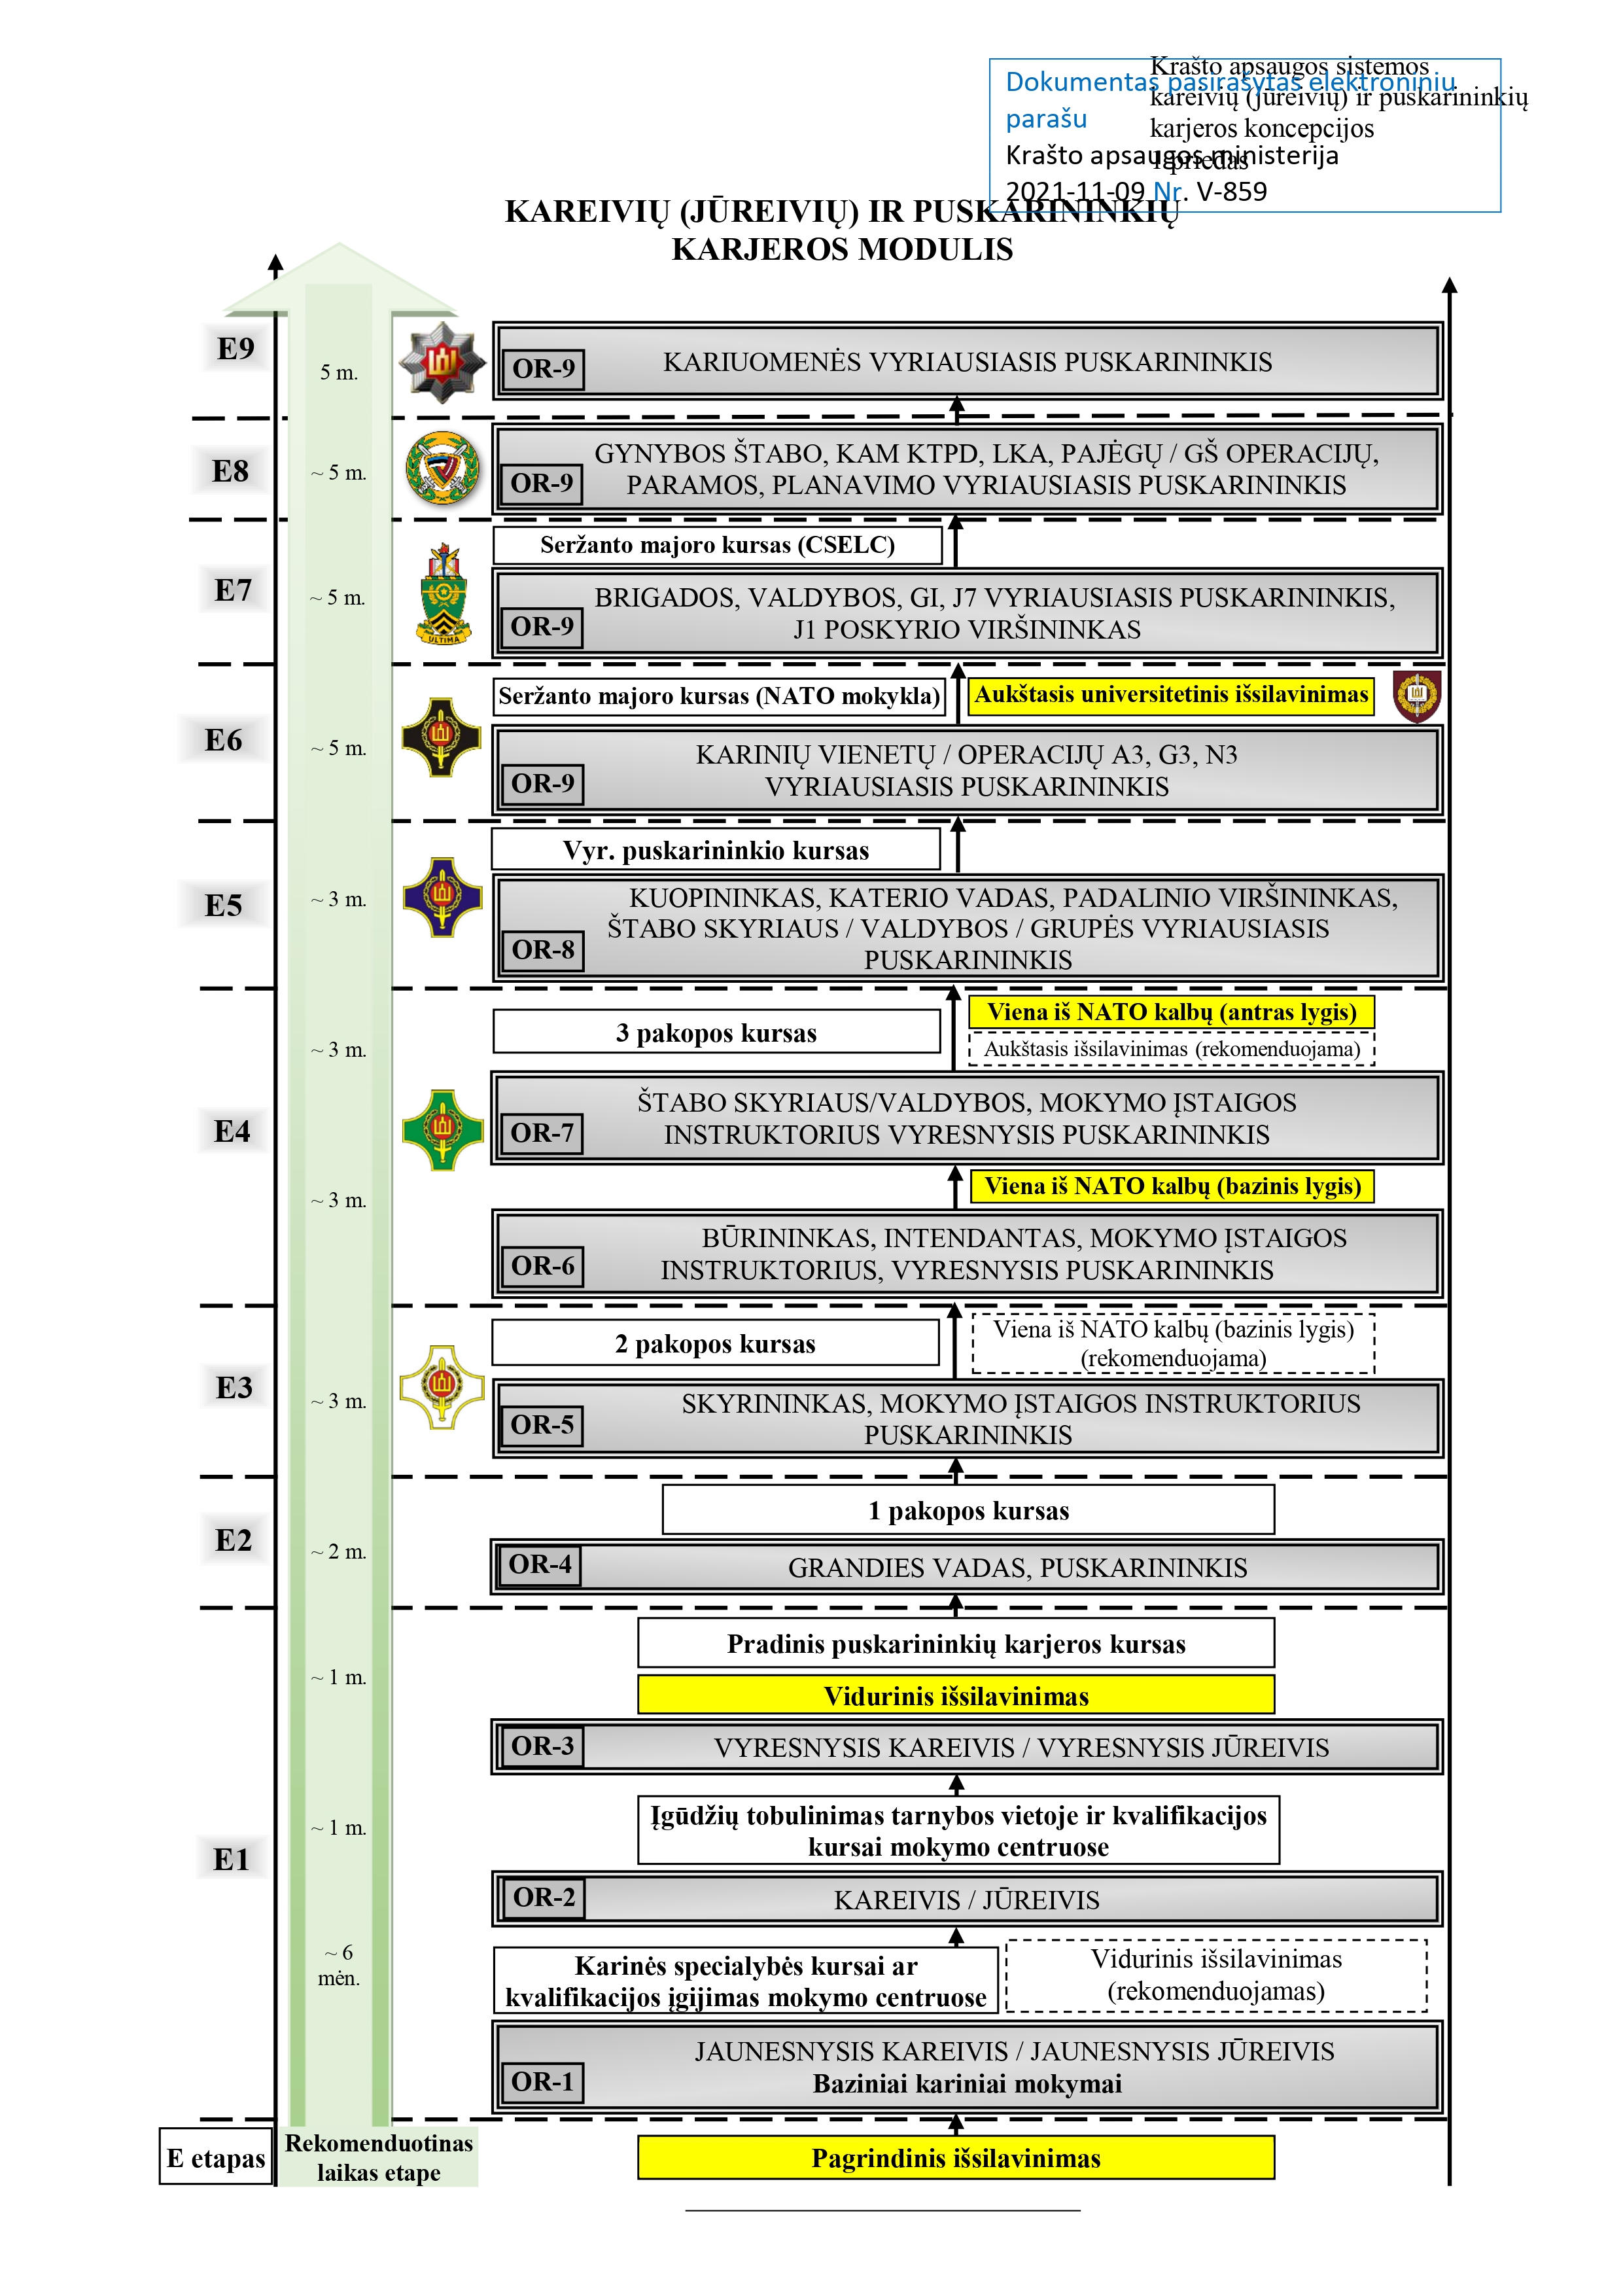 Krašto apsaugos sistemos
kareivių (jūreivių) ir puskarininkių
karjeros koncepcijos
1 priedas
Dokumentas pasirašytas elektroniniu
parašu
Krašto apsaugos ministerija
2021-11-09 Nr. V-859
KAREIVIŲ (JŪREIVIŲ) IR PUSKARININKIŲ
KARJEROS MODULIS
E9
5 m.
OR-9
KARIUOMENĖS VYRIAUSIASIS PUSKARININKIS
E8
~ 5 m.
OR-9
GYNYBOS ŠTABO, KAM KTPD, LKA, PAJĖGŲ / GŠ OPERACIJŲ,
PARAMOS, PLANAVIMO VYRIAUSIASIS PUSKARININKIS
Seržanto majoro kursas (CSELC)
E7
~ 5 m.
ULTIMA
OR-9
BRIGADOS, VALDYBOS, GI, J7 VYRIAUSIASIS PUSKARININKIS,
J1 POSKYRIO VIRŠININKAS
Seržanto majoro kursas (NATO mokykla)
Aukštasis universitetinis išsilavinimas
E6
~ 5 m.
OR-9
KARINIŲ VIENETŲ / OPERACIJŲ A3, G3, N3
VYRIAUSIASIS PUSKARININKIS
Vyr. puskarininkio kursas
E5
~ 3 m.
OR-8
KUOPININKAS, KATERIO VADAS, PADALINIO VIRŠININKAS,
ŠTABO SKYRIAUS / VALDYBOS / GRUPĖS VYRIAUSIASIS
PUSKARININKIS
3 pakopos kursas
Viena iš NATO kalbų (antras lygis)
Aukštasis išsilavinimas (rekomenduojama)
~ 3 m.
E4
OR-7
ŠTABO SKYRIAUS/VALDYBOS, MOKYMO ĮSTAIGOS
INSTRUKTORIUS VYRESNYSIS PUSKARININKIS
Viena iš NATO kalbų (bazinis lygis)
~ 3 m.
OR-6
BŪRININKAS, INTENDANTAS, MOKYMO ĮSTAIGOS
INSTRUKTORIUS, VYRESNYSIS PUSKARININKIS
2 pakopos kursas
Viena iš NATO kalbų (bazinis lygis)
(rekomenduojama)
E3
~ 3 m.
OR-5
SKYRININKAS, MOKYMO ĮSTAIGOS INSTRUKTORIUS
PUSKARININKIS
1 pakopos kursas
E2
~ 2 m.
OR-4
GRANDIES VADAS, PUSKARININKIS
Pradinis puskarininkių karjeros kursas
~ 1 m.
Vidurinis išsilavinimas
OR-3
VYRESNYSIS KAREIVIS / VYRESNYSIS JŪREIVIS
~ 1 m.
Įgūdžių tobulinimas tarnybos vietoje ir kvalifikacijos
kursai mokymo centruose
E1
OR-2
KAREIVIS / JŪREIVIS
~ 6
mėn.
Karinės specialybės kursai ar
kvalifikacijos įgijimas mokymo centruose
Vidurinis išsilavinimas
(rekomenduojamas)
OR-1
JAUNESNYSIS KAREIVIS / JAUNESNYSIS JŪREIVIS
Baziniai kariniai mokymai
E etapas
Rekomenduotinas
laikas etape
Pagrindinis išsilavinimas